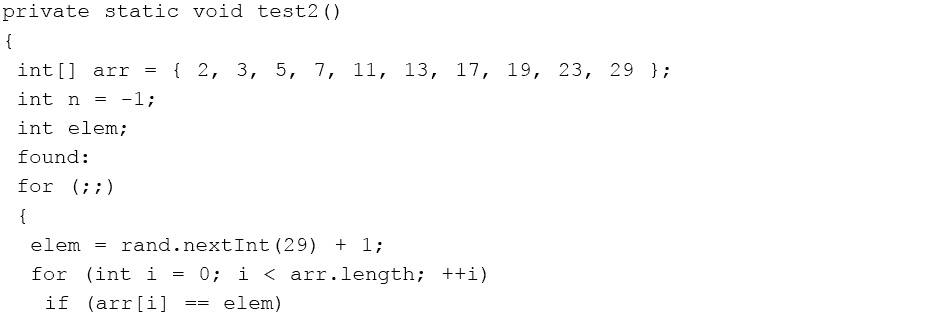 private static void test2()
{
int[] arr = { 2, 3, 5, 7, 11, 13, 17, 19, 23, 29 };
int n = -1;
int elem;
found:
for (;;)
{
elem = rand.nextInt(29) + 1;
for (int i = 0; i < arr.length; ++i)
if (arr[i] == elem)